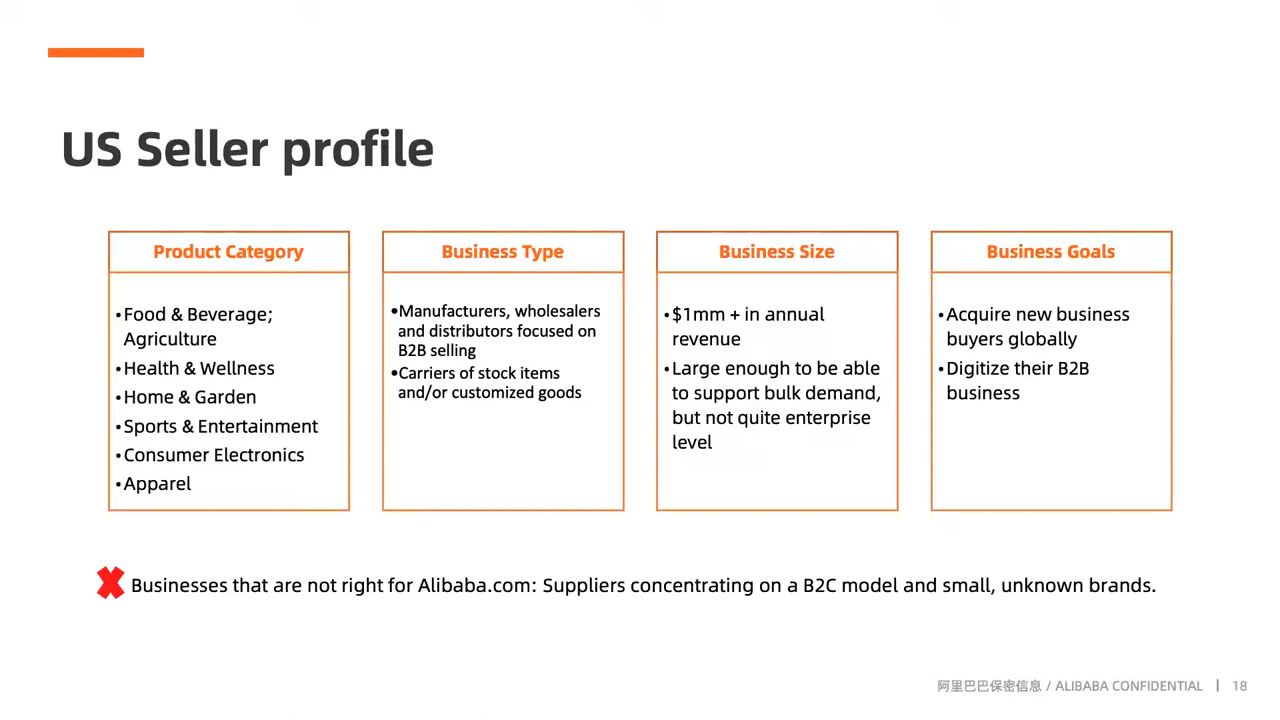 US Seller profile
Product Category
•Food & Beverage;
Agriculture
•Health & Wellness
•Home & Garden
•Sports & Entertainment
•Consumer Electronics
•Apparel
Business Type
•Manufacturers, wholesalers
and distributors focused on
B2B selling
•Carriers of stock items
and/or customized goods
Business Size
•$1mm + in annual
revenue
•Large enough to be able
to support bulk demand,
but not quite enterprise
level
Business Goals
•Acquire new business
buyers globally
•Digitize their B2B
business
Businesses that are not right for Alibaba.com: Suppliers concentrating on a B2C model and small, unknown brands.
阿里巴巴保密信息 / ALIBABA CONFIDENTIAL | 18